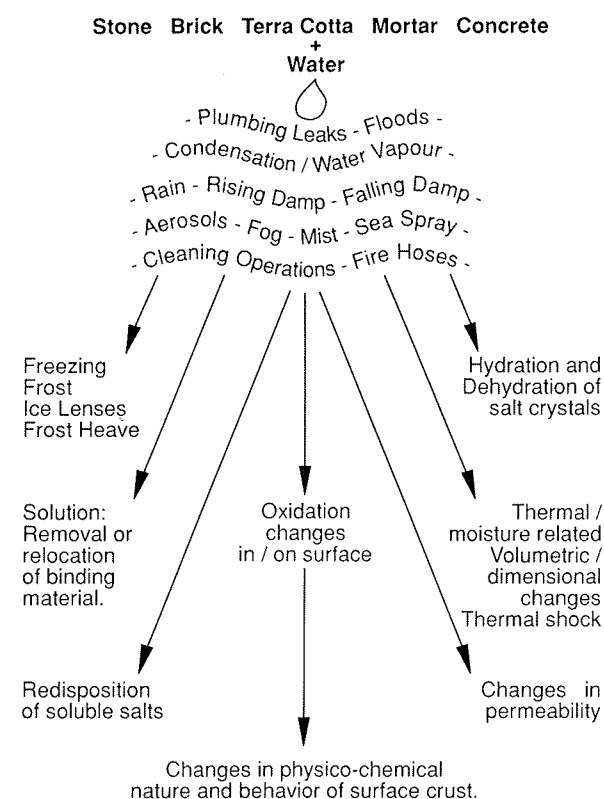 Stone Brick Terra Cotta Mortar Concrete
+
Water
- Plumbing Leaks - Floods -
- Condensation / Water Vapour -
- Rain - Rising Damp - Falling Damp -
- Aerosols - Fog - Mist - Sea Spray -
- Cleaning Operations - Fire Hoses -
Freezing
Frost
Ice Lenses
Frost Heave
Hydration and
Dehydration of
salt crystals
Solution:
Removal or
relocation
of binding
material.
Oxidation
changes
in / on surface
Thermal /
moisture related
Volumetric /
dimensional
changes
Thermal shock
Redisposition
of soluble salts
Changes in
permeability
Changes in physico-chemical
nature and behavior of surface crust.